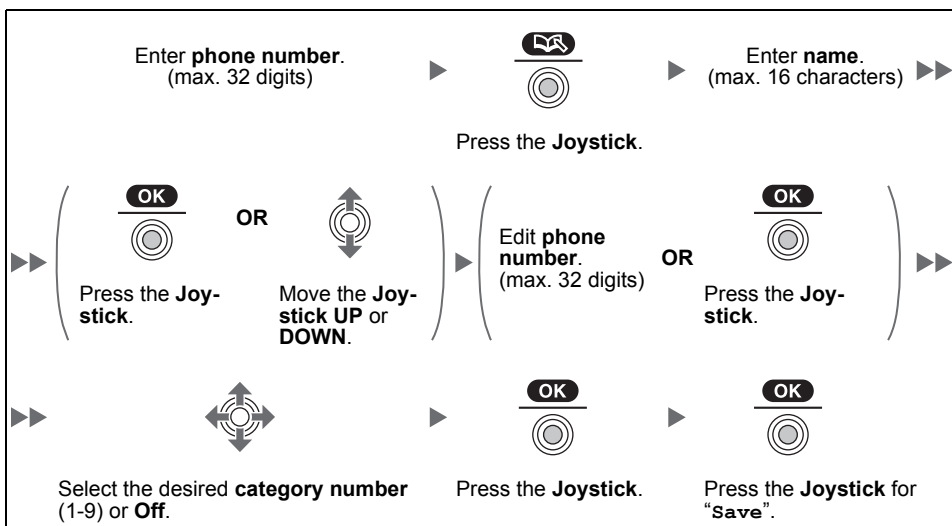 Enter phone number.
(max. 32 digits)
Press the Joystick.
Enter name.
(max. 16 characters)
OK
Press the Joy-
stick.
OR
Move the Joy-
stick UP or
DOWN.
Edit phone
number.
(max. 32 digits)
OR
OK
Press the Joy-
stick.
Select the desired category number
(1-9) or Off.
OK
Press the Joystick.
OK
Press the Joystick for
“Save”.